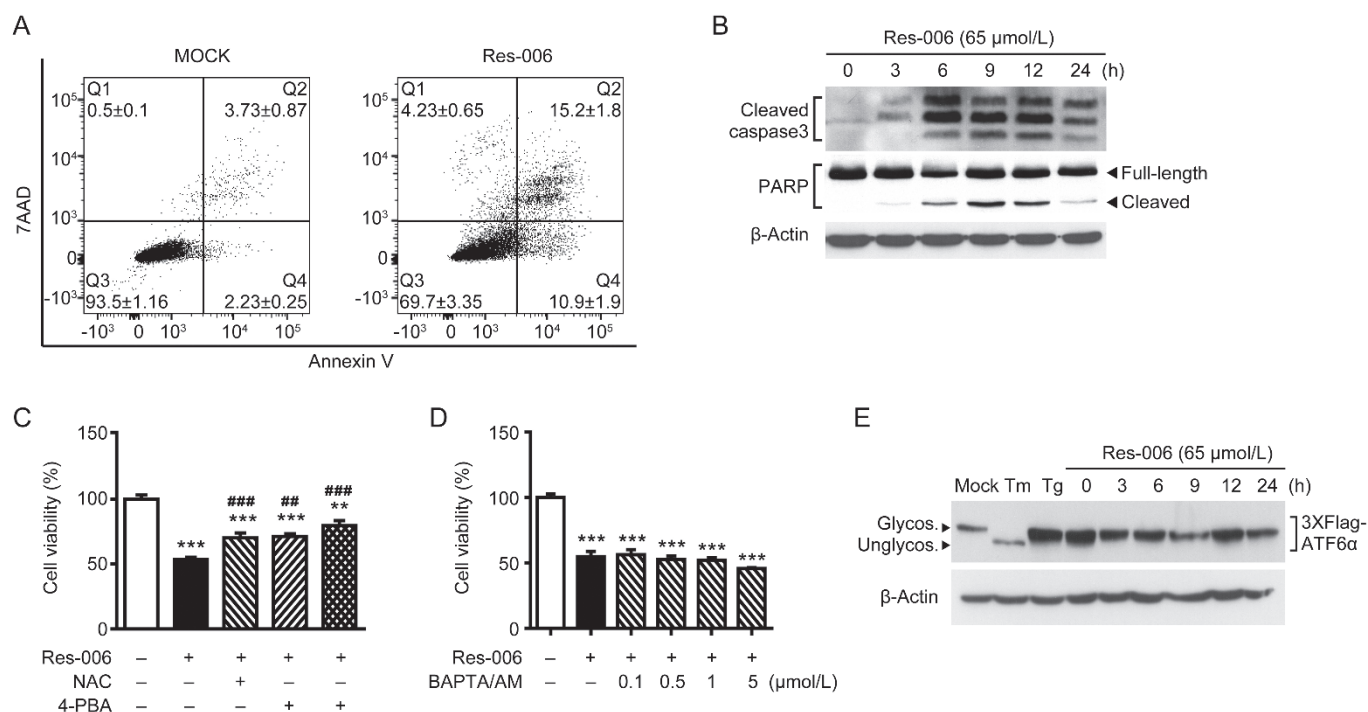 A
MOCK
Res-006
Q1
0.5±0.1
Q2
3.73±0.87
Q3
93.5±1.16
Q4
2.23±0.25
Q1
4.23±0.65
Q2
15.2±1.8
Q3
69.7±3.35
Q4
10.9±1.9
7AAD
10⁵
10⁴
10³
0
-10³
-10³ 0 10³ 10⁴ 10⁵
10⁵
10⁴
10³
0
-10³
-10³ 0 10³ 10⁴ 10⁵
Annexin V
B
Res-006 (65 µmol/L)
0 3 6 9 12 24 (h)
Cleaved
caspase3
PARP
Full-length
Cleaved
β-Actin
C
Cell viability (%)
150
100
50
0
***
###
***
##
***
###
**
Res-006 – + + + +
NAC – – + – +
4-PBA – – – + +
D
Cell viability (%)
150
100
50
0
*** *** *** *** ***
Res-006 – + + + + +
BAPTA/AM – – 0.1 0.5 1 5 (µmol/L)
E
Res-006 (65 µmol/L)
Mock Tm Tg 0 3 6 9 12 24 (h)
Glycos.
Unglycos.
3XFlag-
ATF6α
β-Actin